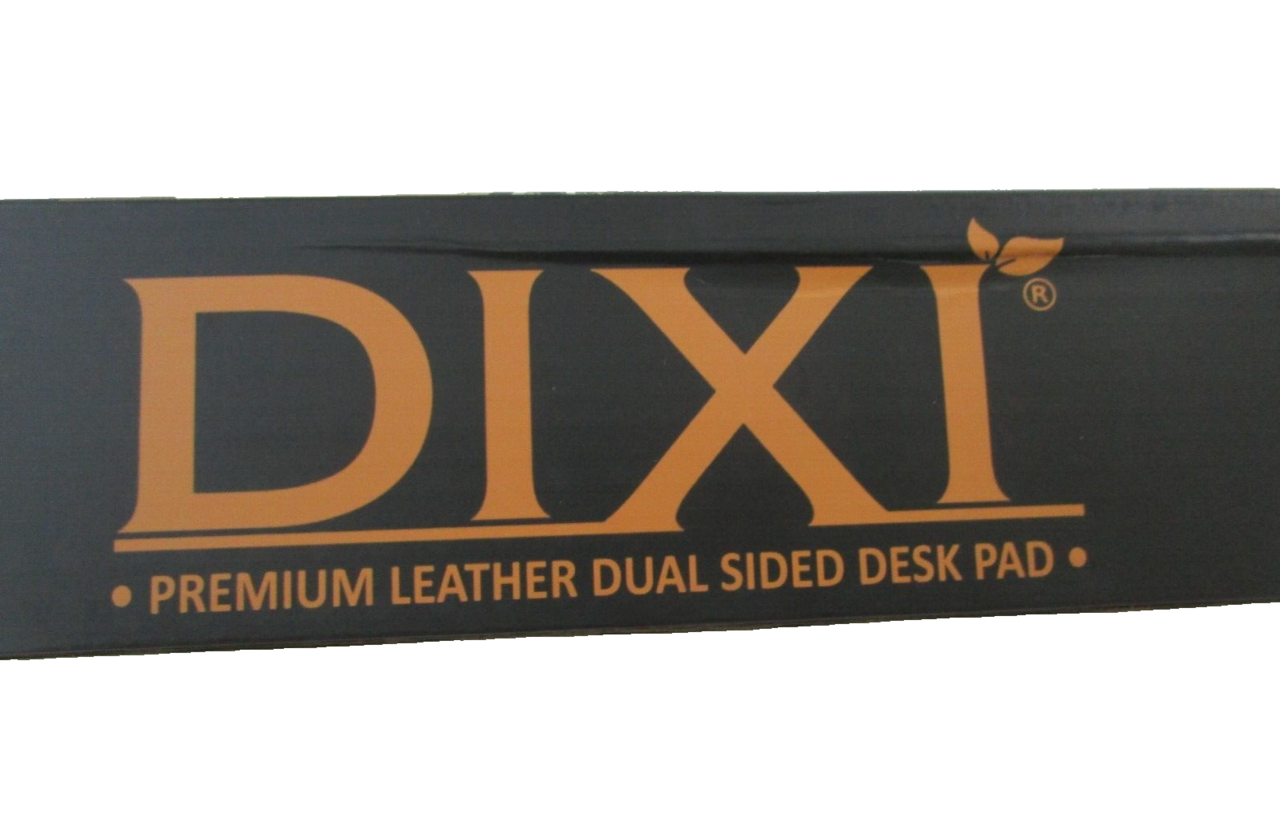 DIXI®
• PREMIUM LEATHER DUAL SIDED DESK PAD •